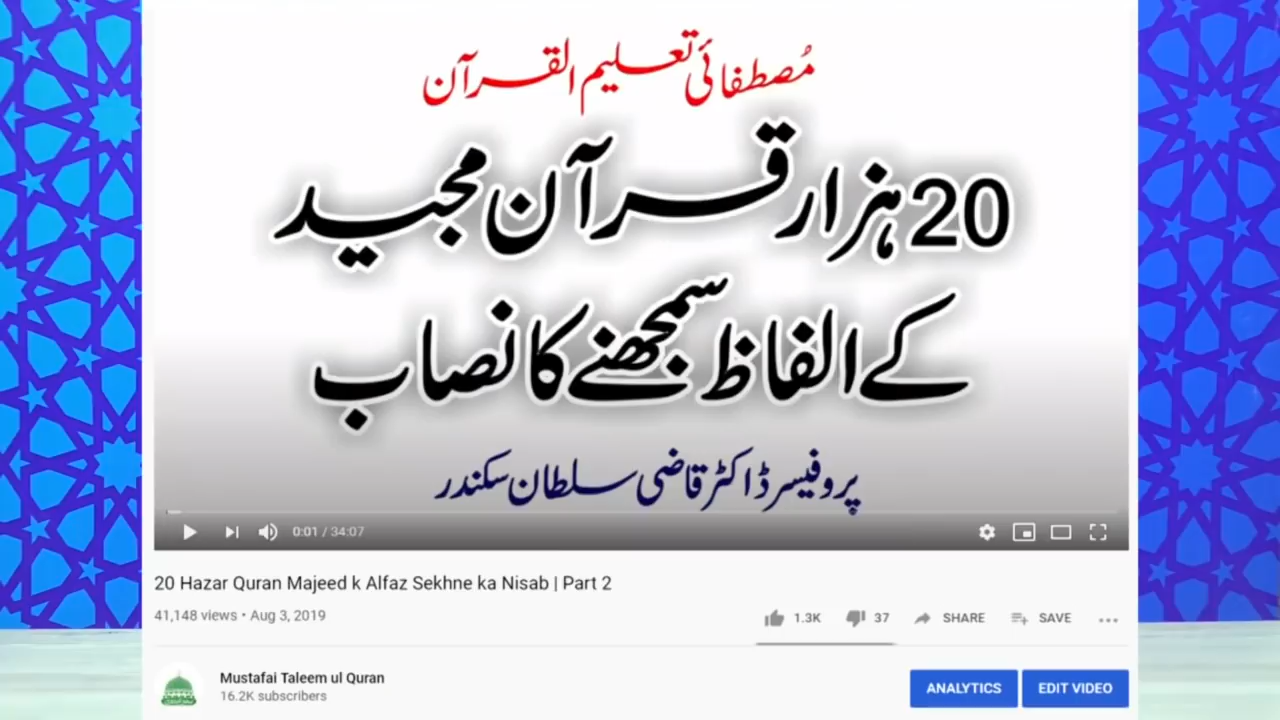 مُصطفائی تعلیم القرآن
20 ہزار قرآن مجید
کے الفاظ سمجھنے کا نصاب
پروفیسر ڈاکٹر قاضی سلطان سکندر
0:01 / 34:07
20 Hazar Quran Majeed k Alfaz Sekhne ka Nisab | Part 2
41,148 views • Aug 3, 2019
1.3K 37 SHARE SAVE
Mustafai Taleem ul Quran
16.2K subscribers
ANALYTICS EDIT VIDEO